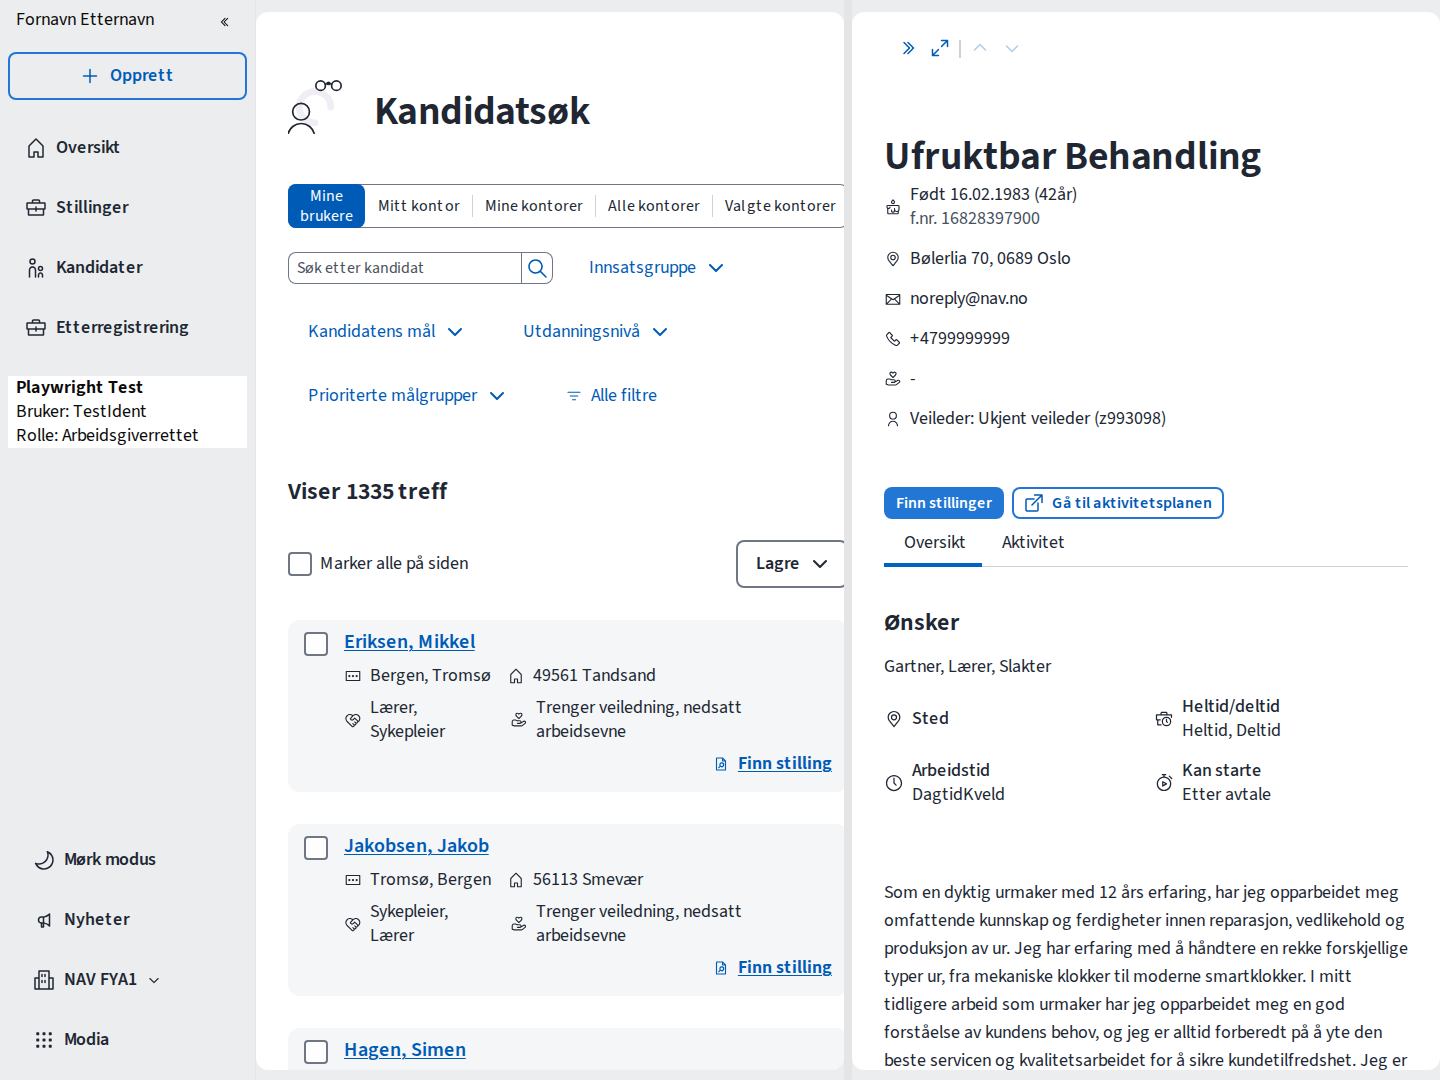 Fornavn Etternavn
Opprett
Oversikt
Stillinger
Kandidater
Etterregistrering
Playwright Test
Bruker: TestIdent
Rolle: Arbeidsgiverrettet
Mørk modus
Nyheter
NAV FYA1
Modia
Kandidatsøk
Mine brukere
Mitt kontor
Mine kontorer
Alle kontorer
Valgte kontorer
Søk etter kandidat
Innsatsgruppe
Kandidatens mål
Utdanningsnivå
Prioriterte målgrupper
Alle filtre
Viser 1335 treff
Marker alle på siden
Lagre
Eriksen, Mikkel
Bergen, Tromsø
49561 Tandsand
Lærer, Sykepleier
Trenger veiledning, nedsatt arbeidsevne
Finn stilling
Jakobsen, Jakob
Tromsø, Bergen
56113 Smevær
Sykepleier, Lærer
Trenger veiledning, nedsatt arbeidsevne
Finn stilling
Hagen, Simen
Ufruktbar Behandling
Født 16.02.1983 (42år)
f.nr. 16828397900
Bølerlia 70, 0689 Oslo
noreply@nav.no
+4799999999
-
Veileder: Ukjent veileder (z993098)
Finn stillinger
Gå til aktivitetsplanen
Oversikt
Aktivitet
Ønsker
Gartner, Lærer, Slakter
Sted
Heltid/deltid
Heltid, Deltid
Arbeidstid
DagtidKveld
Kan starte
Etter avtale
Som en dyktig urmaker med 12 års erfaring, har jeg opparbeidet meg
omfattende kunnskap og ferdigheter innen reparasjon, vedlikehold og
produksjon av ur. Jeg har erfaring med å håndtere en rekke forskjellige
typer ur, fra mekaniske klokker til moderne smartklokker. I mitt
tidligere arbeid som urmaker har jeg opparbeidet meg en god
forståelse av kundens behov, og jeg er alltid forberedt på å yte den
beste servicen og kvalitetsarbeidet for å sikre kundetilfredshet. Jeg er